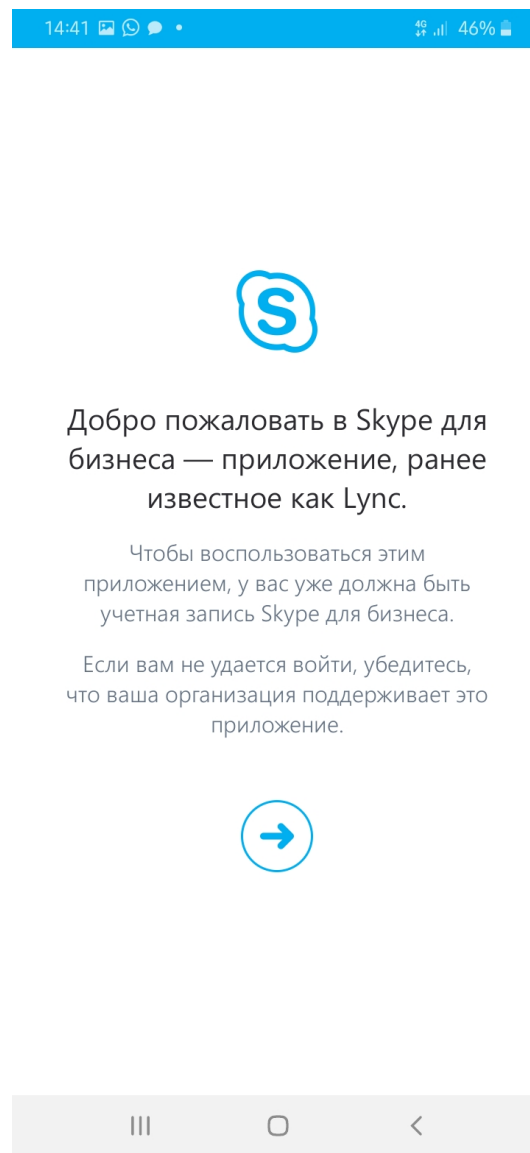 14:41 4G 46%
S
Добро пожаловать в Skype для
бизнеса — приложение, ранее
известное как Lync.
Чтобы воспользоваться этим
приложением, у вас уже должна быть
учетная запись Skype для бизнеса.
Если вам не удается войти, убедитесь,
что ваша организация поддерживает это
приложение.